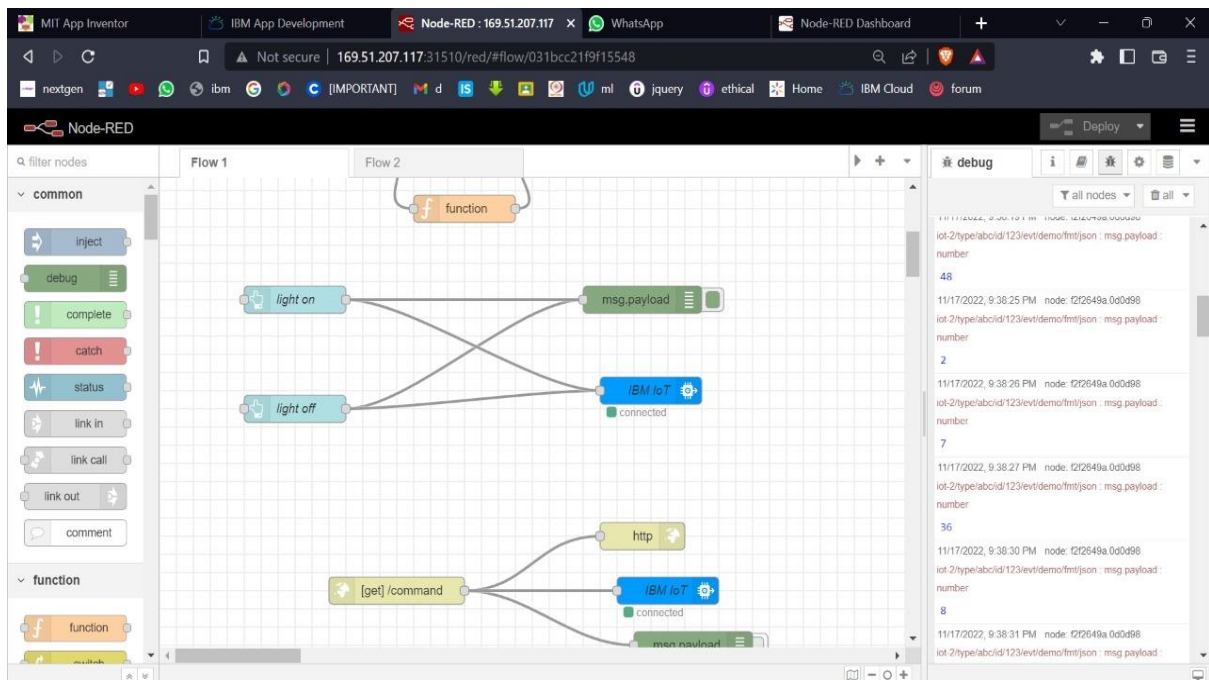 MIT App Inventor
IBM App Development
Node-RED : 169.51.207.117
WhatsApp
Node-RED Dashboard
Not secure
169.51.207.117:31510/red/#flow/031bcc21f9f15548
nextgen
ibm
[IMPORTANT]
M d
IS
ml
jquery
ethical
Home
IBM Cloud
forum
Node-RED
Deploy
filter nodes
Flow 1
Flow 2
debug
all nodes
all
common
inject
debug
complete
catch
status
link in
link call
link out
comment
function
function
function
light on
msg.payload
IBM IoT
connected
light off
http
[get] /command
IBM IoT
connected
msg.payload
iot-2/type/abc/id/123/evt/demo/fmt/json : msg.payload :
number
48
11/17/2022, 9:38:25 PM node: f2f2649a.0d0d98
iot-2/type/abc/id/123/evt/demo/fmt/json : msg.payload :
number
2
11/17/2022, 9:38:26 PM node: f2f2649a.0d0d98
iot-2/type/abc/id/123/evt/demo/fmt/json : msg.payload :
number
7
11/17/2022, 9:38:27 PM node: f2f2649a.0d0d98
iot-2/type/abc/id/123/evt/demo/fmt/json : msg.payload :
number
36
11/17/2022, 9:38:30 PM node: f2f2649a.0d0d98
iot-2/type/abc/id/123/evt/demo/fmt/json : msg.payload :
number
8
11/17/2022, 9:38:31 PM node: f2f2649a.0d0d98
iot-2/type/abc/id/123/evt/demo/fmt/json : msg.payload :